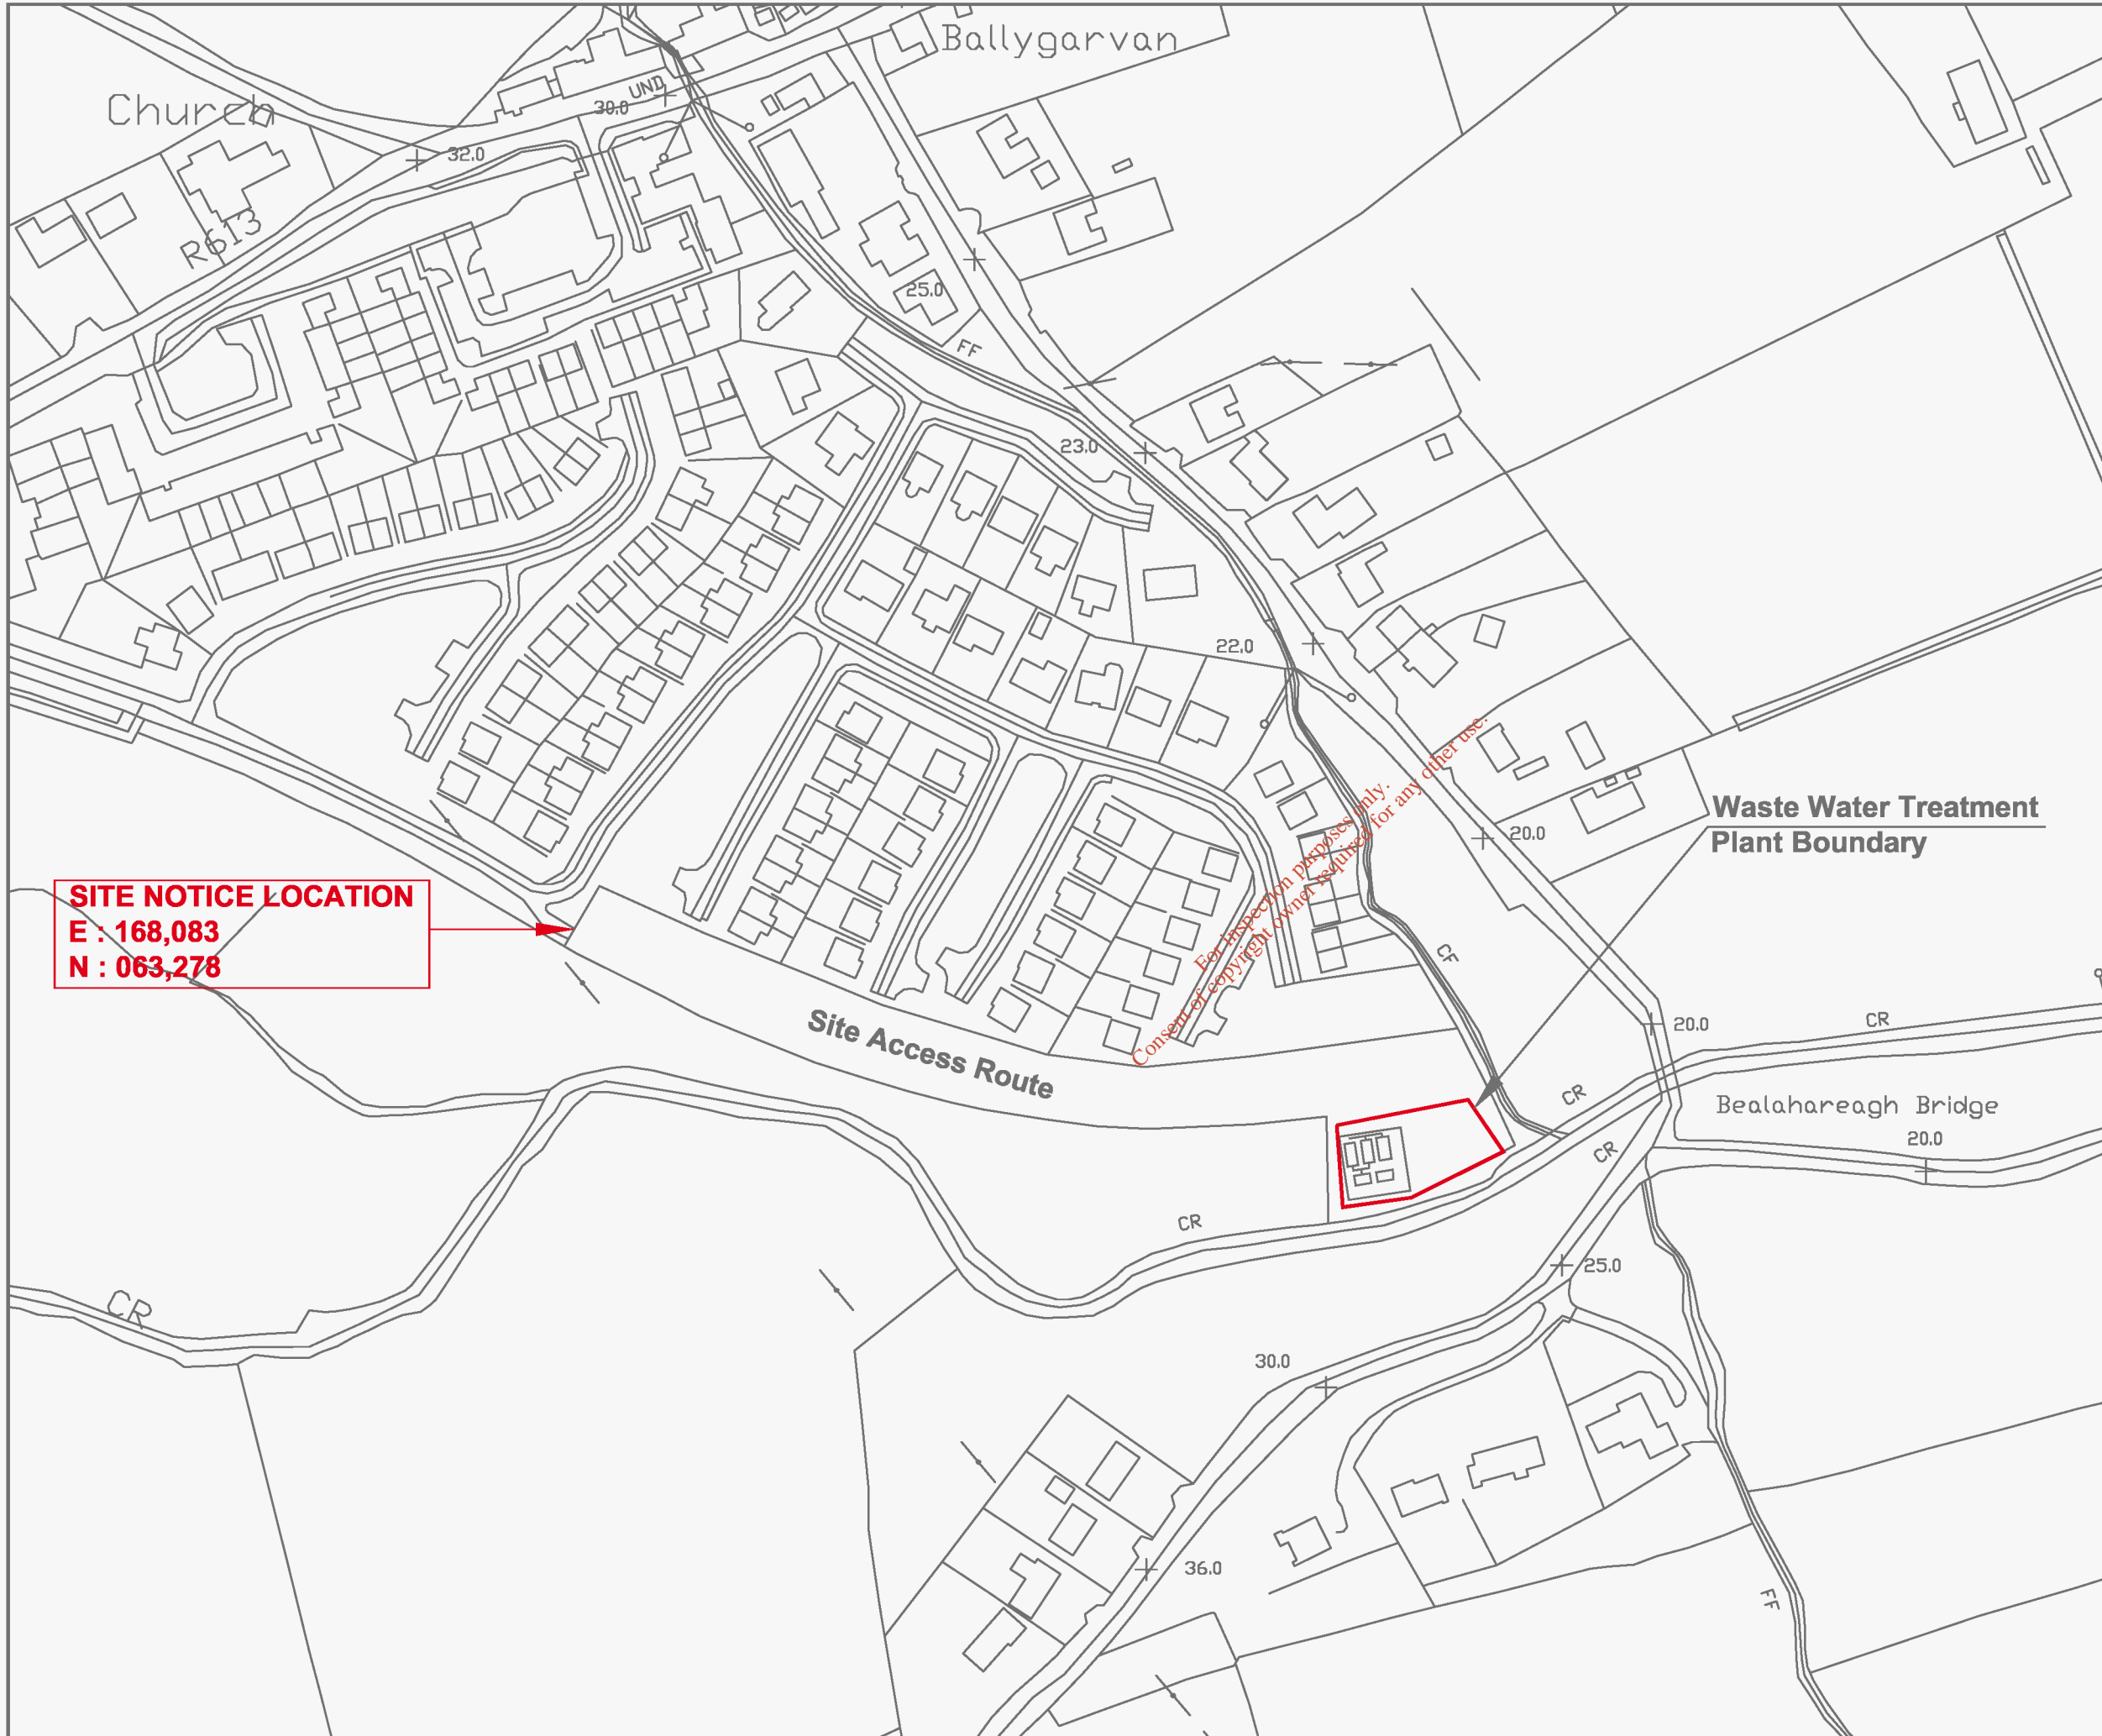 Ballygarvan
Church
UND
30.0
32.0
R613
25.0
FF
23.0
22.0
Waste Water Treatment
Plant Boundary
20.0
SITE NOTICE LOCATION
E : 168,083
N : 063,278
For inspection purposes only.
Consent of copyright owner required for any other use.
CF
Site Access Route
20.0
CR
CR
Bealahareagh Bridge
20.0
CR
CR
25.0
CR
30.0
36.0
FF